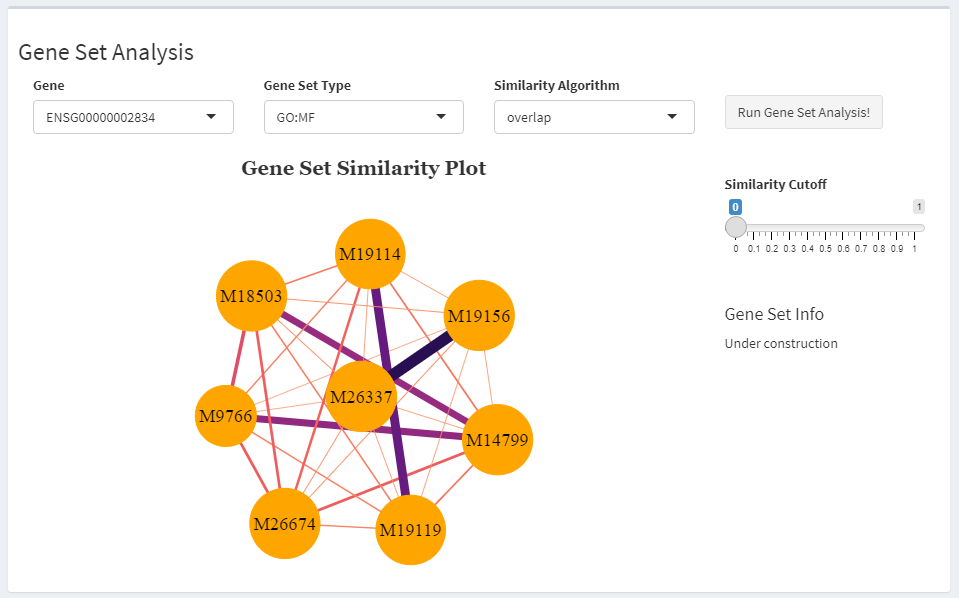 Gene Set Analysis
Gene
Gene Set Type
Similarity Algorithm
ENSG00000002834
GO:MF
overlap
Run Gene Set Analysis!
Gene Set Similarity Plot
Similarity Cutoff
0 1
0 0.1 0.2 0.3 0.4 0.5 0.6 0.7 0.8 0.9 1
M19114
M18503
M19156
Gene Set Info
Under construction
M26337
M9766
M14799
M26674
M19119